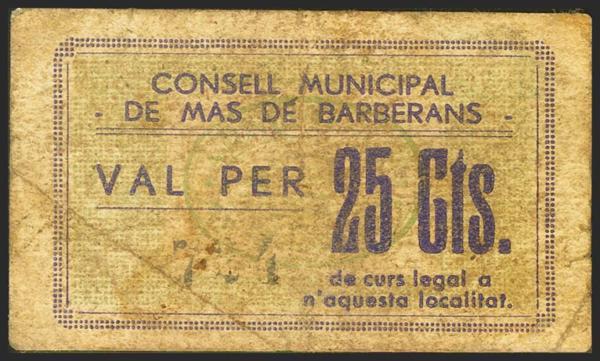 CONSELL MUNICIPAL
- DE MAS DE BARBERANS -
VAL PER 25 Cts.
de curs legal a
n'aquesta localitat.